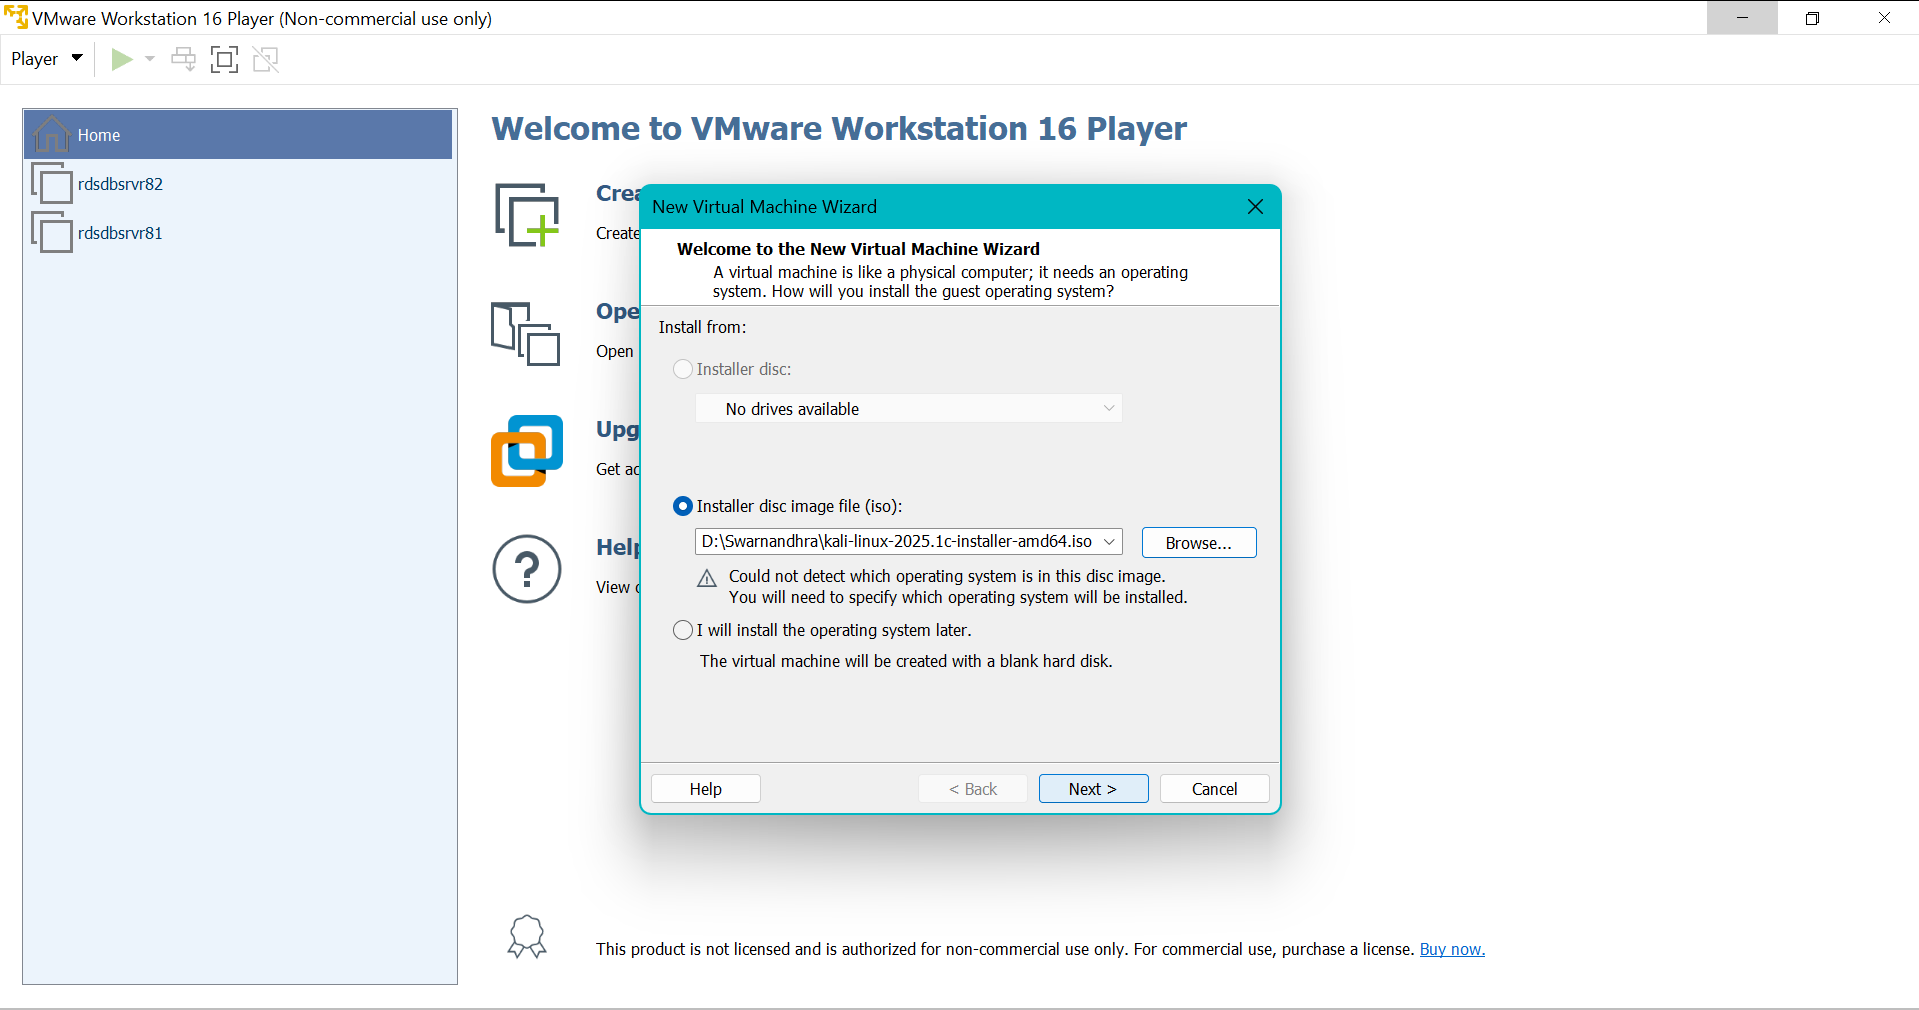 VMware Workstation 16 Player (Non-commercial use only)
Player
Home
rdsdbsrvr82
rdsdbsrvr81
Welcome to VMware Workstation 16 Player
Create
Open
Get
View
New Virtual Machine Wizard
Welcome to the New Virtual Machine Wizard
A virtual machine is like a physical computer; it needs an operating
system. How will you install the guest operating system?
Install from:
Installer disc:
No drives available
Installer disc image file (iso):
D:\Swarnandhra\kali-linux-2025.1c-installer-amd64.iso
Browse...
Could not detect which operating system is in this disc image.
You will need to specify which operating system will be installed.
I will install the operating system later.
The virtual machine will be created with a blank hard disk.
Help
< Back
Next >
Cancel
This product is not licensed and is authorized for non-commercial use only. For commercial use, purchase a license. Buy now.